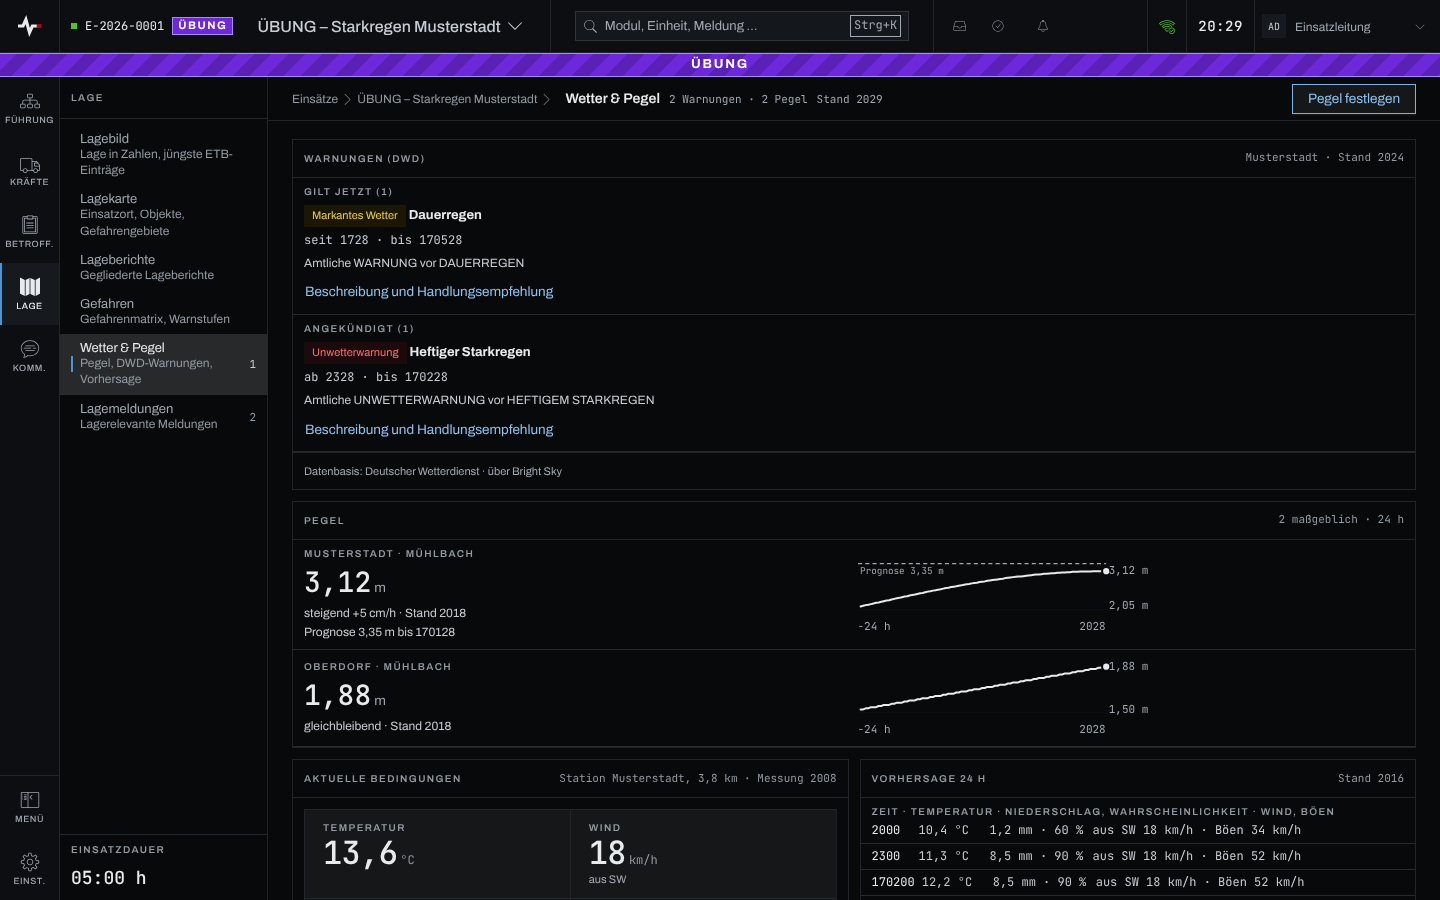 E-2026-0001 ÜBUNG ÜBUNG – Starkregen Musterstadt
Modul, Einheit, Meldung ... Strg+K
20:29 AD Einsatzleitung
ÜBUNG
FÜHRUNG
KRÄFTE
BETROFF.
LAGE
KOMM.
MENÜ
EINST.
LAGE
Lagebild
Lage in Zahlen, jüngste ETB-
Einträge
Lagekarte
Einsatzort, Objekte,
Gefahrengebiete
Lageberichte
Gegliederte Lageberichte
Gefahren
Gefahrenmatrix, Warnstufen
Wetter & Pegel
Pegel, DWD-Warnungen, 1
Vorhersage
Lagemeldungen
Lagerelevante Meldungen 2
EINSATZDAUER
05:00 h
Einsätze ÜBUNG – Starkregen Musterstadt Wetter & Pegel 2 Warnungen · 2 Pegel Stand 2029
Pegel festlegen
WARNUNGEN (DWD) Musterstadt · Stand 2024
GILT JETZT (1)
Markantes Wetter Dauerregen
seit 1728 · bis 170528
Amtliche WARNUNG vor DAUERREGEN
Beschreibung und Handlungsempfehlung
ANGEKÜNDIGT (1)
Unwetterwarnung Heftiger Starkregen
ab 2328 · bis 170228
Amtliche UNWETTERWARNUNG vor HEFTIGEM STARKREGEN
Beschreibung und Handlungsempfehlung
Datenbasis: Deutscher Wetterdienst · über Bright Sky
PEGEL 2 maßgeblich · 24 h
MUSTERSTADT · MÜHLBACH
3,12 m
steigend +5 cm/h · Stand 2018
Prognose 3,35 m bis 170128
Prognose 3,35 m
3,12 m
2,05 m
-24 h 2028
OBERDORF · MÜHLBACH
1,88 m
gleichbleibend · Stand 2018
1,88 m
1,50 m
-24 h 2028
AKTUELLE BEDINGUNGEN Station Musterstadt, 3,8 km · Messung 2008
TEMPERATUR
13,6 °C
WIND
18 km/h
aus SW
VORHERSAGE 24 H Stand 2016
ZEIT · TEMPERATUR · NIEDERSCHLAG, WAHRSCHEINLICHKEIT · WIND, BÖEN
2000 10,4 °C 1,2 mm · 60 % aus SW 18 km/h · Böen 34 km/h
2300 11,3 °C 8,5 mm · 90 % aus SW 18 km/h · Böen 52 km/h
170200 12,2 °C 8,5 mm · 90 % aus SW 18 km/h · Böen 52 km/h